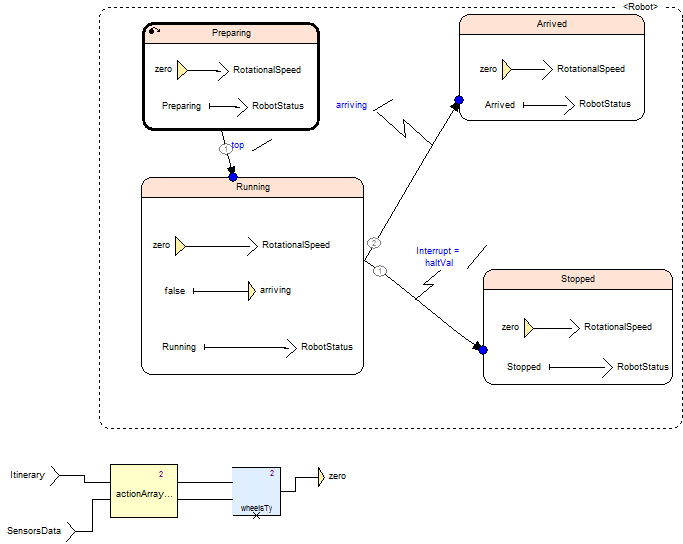 <Robot>
Preparing
zero
RotationalSpeed
Preparing
RobotStatus
Arrived
zero
RotationalSpeed
Arrived
RobotStatus
arriving
1
top
Running
zero
RotationalSpeed
false
arriving
Running
RobotStatus
2
1
Interrupt =
haltVal
Stopped
zero
RotationalSpeed
Stopped
RobotStatus
Itinerary
SensorsData
2
actionArray...
2
wheelsTy
zero